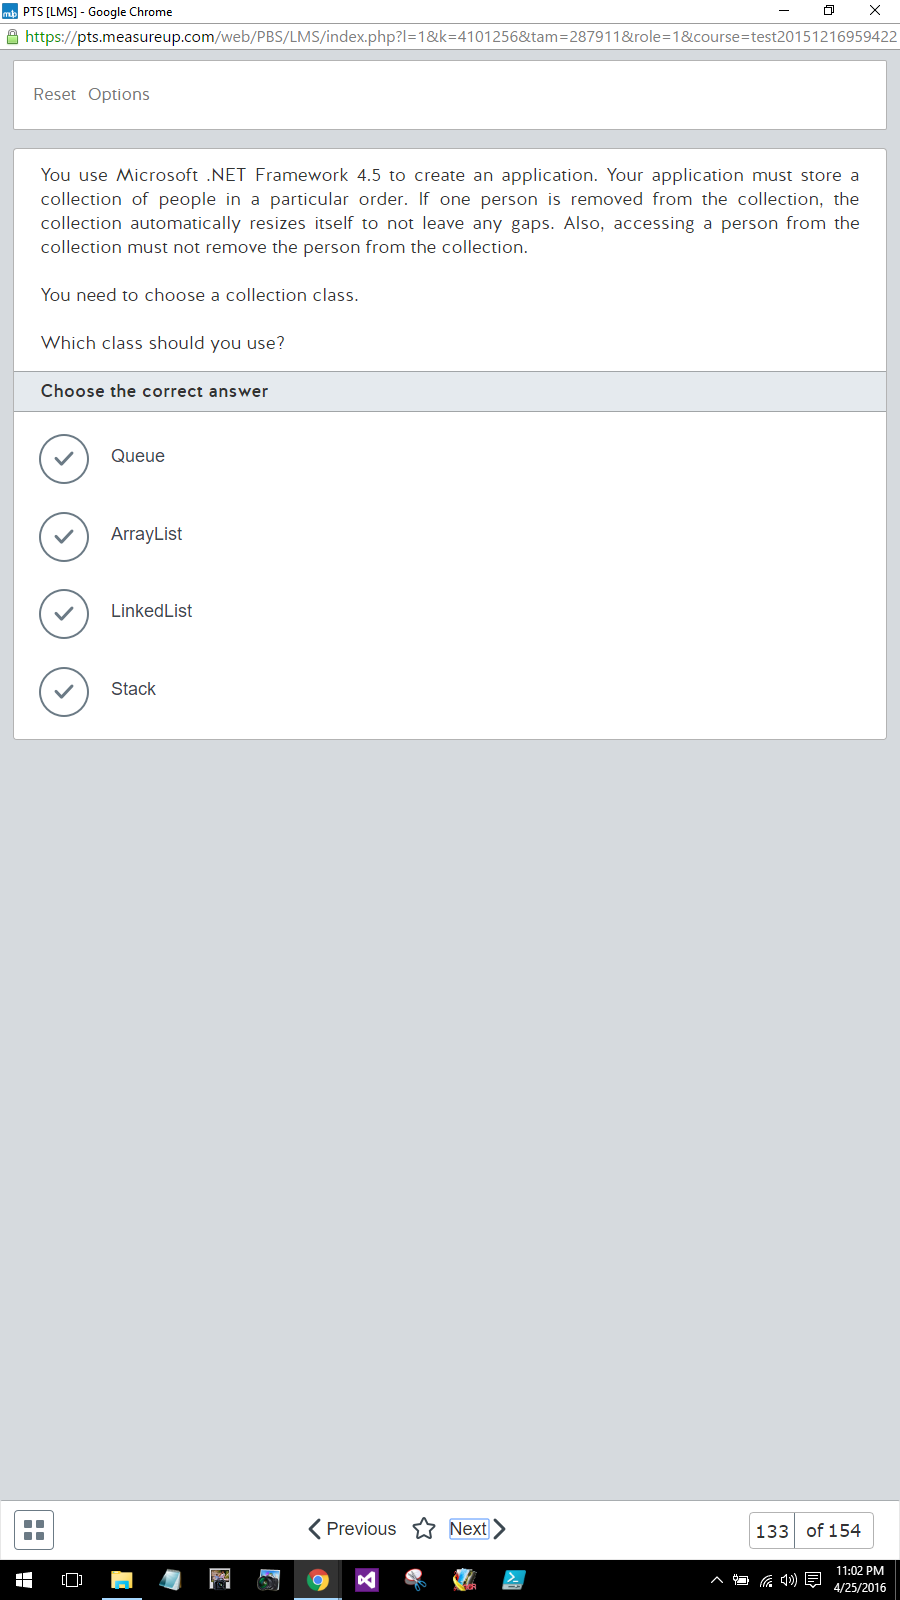 PTS [LMS] - Google Chrome
https://pts.measureup.com/web/PBS/LMS/index.php?l=1&k=4101256&tam=287911&role=1&course=test20151216959422
Reset Options
You use Microsoft .NET Framework 4.5 to create an application. Your application must store a
collection of people in a particular order. If one person is removed from the collection, the
collection automatically resizes itself to not leave any gaps. Also, accessing a person from the
collection must not remove the person from the collection.
You need to choose a collection class.
Which class should you use?
Choose the correct answer
Queue
ArrayList
LinkedList
Stack
Previous Next 133 of 154
11:02 PM
4/25/2016